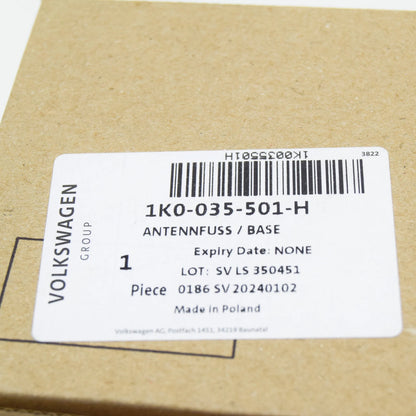 3822
1K0035501H
1K0-035-501-H
ANTENNFUSS / BASE
VOLKSWAGEN
GROUP
Expiry Date: NONE
1
LOT: SV LS 350451
Piece 0186 SV 20240102
Made in Poland
Volkswagen AG, Postfach 1453, 34219 Baunatal